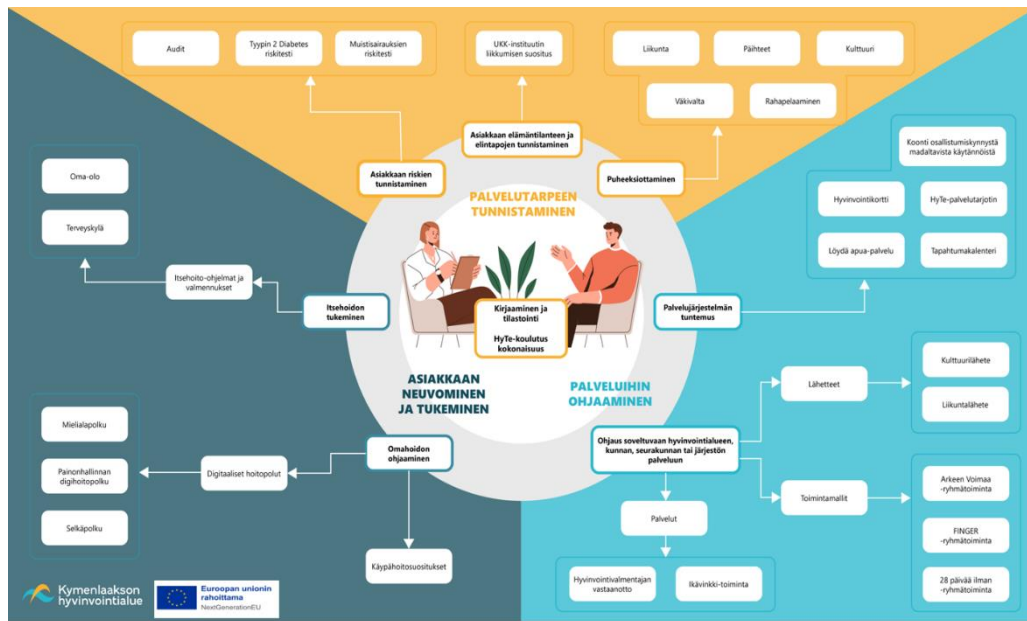 Audit
Tyypin 2 Diabetes
riskitesti
Muistisairauksien
riskitesti
UKK-instituutin
liikkumisen suositus
Liikunta
Päihteet
Kulttuuri
Väkivalta
Rahapelaaminen
Asiakkaan riskien
tunnistaminen
Asiakkaan elämäntilanteen ja
elintapojen tunnistaminen
Puheeksiottaminen
PALVELUTARPEEN
TUNNISTAMINEN
Kirjaaminen ja
tilastointi
HyTe-koulutus
kokonaisuus
Oma-olo
Terveyskylä
Itsehoito-ohjelmat ja
valmennukset
Itsehoidon
tukeminen
ASIAKKAAN
NEUVOMINEN
JA TUKEMINEN
Mielialapolku
Painonhallinnan
digihoitopolku
Selkäpolku
Digitaaliset hoitopolut
Omahoidon
ohjaaminen
Käypähoitosuositukset
Koonti osallistumiskynnystä
madaltavista käytännöistä
Hyvinvointikortti
HyTe-palvelutarjotin
Löydä apua-palvelu
Tapahtumakalenteri
Palvelujärjestelmän
tuntemus
PALVELUIHIN
OHJAAMINEN
Ohjaus soveltuvaan hyvinvointialueen,
kunnan, seurakunnan tai järjestön
palveluun
Lähetteet
Kulttuurilähete
Liikuntalähete
Toimintamallit
Arkeen Voimaa
-ryhmätoiminta
FINGER
-ryhmätoiminta
28 päivää ilman
-ryhmätoiminta
Palvelut
Hyvinvointivalmentajan
vastaanotto
Ikävinkki-toiminta
Kymenlaakson
hyvinvointialue
Euroopan unionin
rahoittama
NextGenerationEU